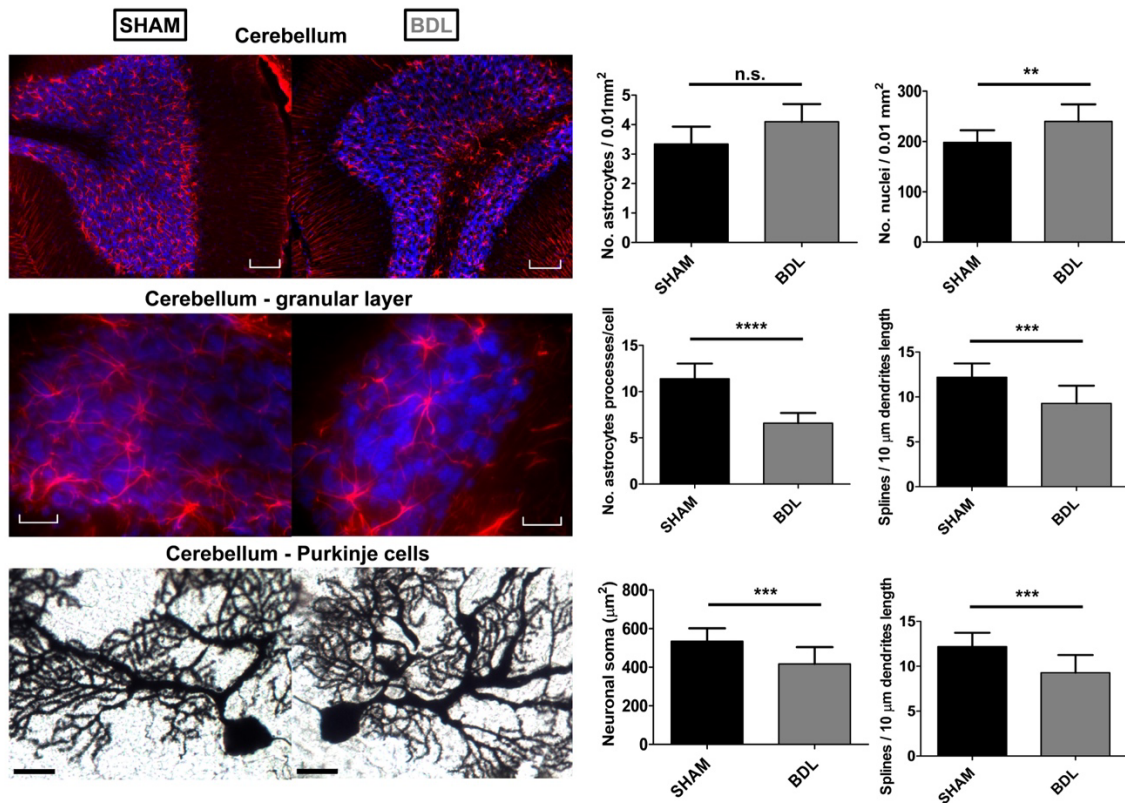 SHAM
BDL
Cerebellum
Cerebellum - granular layer
Cerebellum - Purkinje cells
n.s.
No. astrocytes / 0.01mm²
5
4
3
2
1
0
SHAM
BDL
**
No. nuclei / 0.01 mm²
300
200
100
0
SHAM
BDL
****
No. astrocytes processes/cell
15
10
5
0
SHAM
BDL
***
Splines / 10 µm dendrites length
15
10
5
0
SHAM
BDL
***
Neuronal soma (µm²)
800
600
400
200
0
SHAM
BDL
***
Splines / 10 µm dendrites length
15
10
5
0
SHAM
BDL